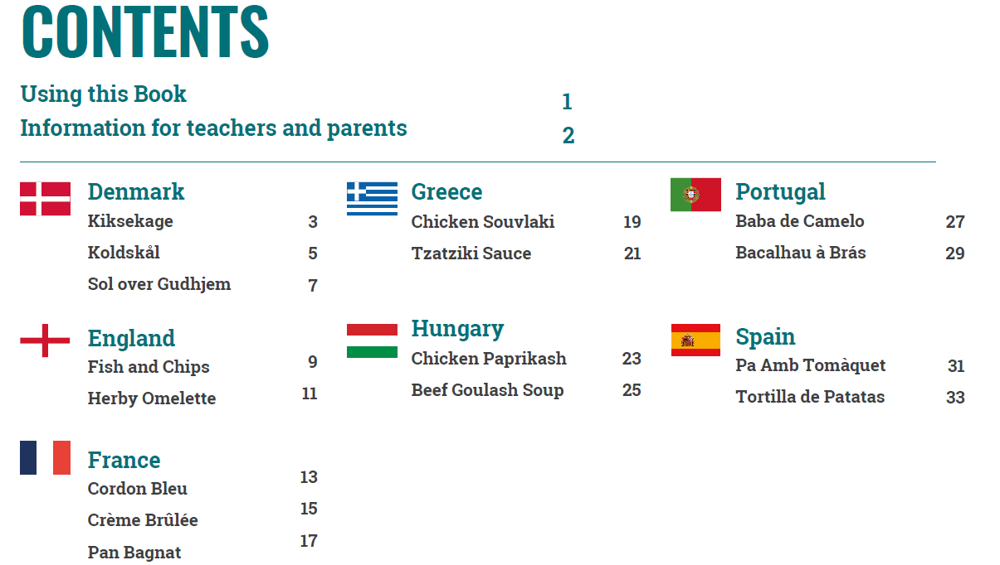 CONTENTS
Using this Book 1
Information for teachers and parents 2
Denmark
Kiksekage 3
Koldskål 5
Sol over Gudhjem 7
England
Fish and Chips 9
Herby Omelette 11
France
Cordon Bleu 13
Crème Brûlée 15
Pan Bagnat 17
Greece
Chicken Souvlaki 19
Tzatziki Sauce 21
Hungary
Chicken Paprikash 23
Beef Goulash Soup 25
Portugal
Baba de Camelo 27
Bacalhau à Brás 29
Spain
Pa Amb Tomàquet 31
Tortilla de Patatas 33